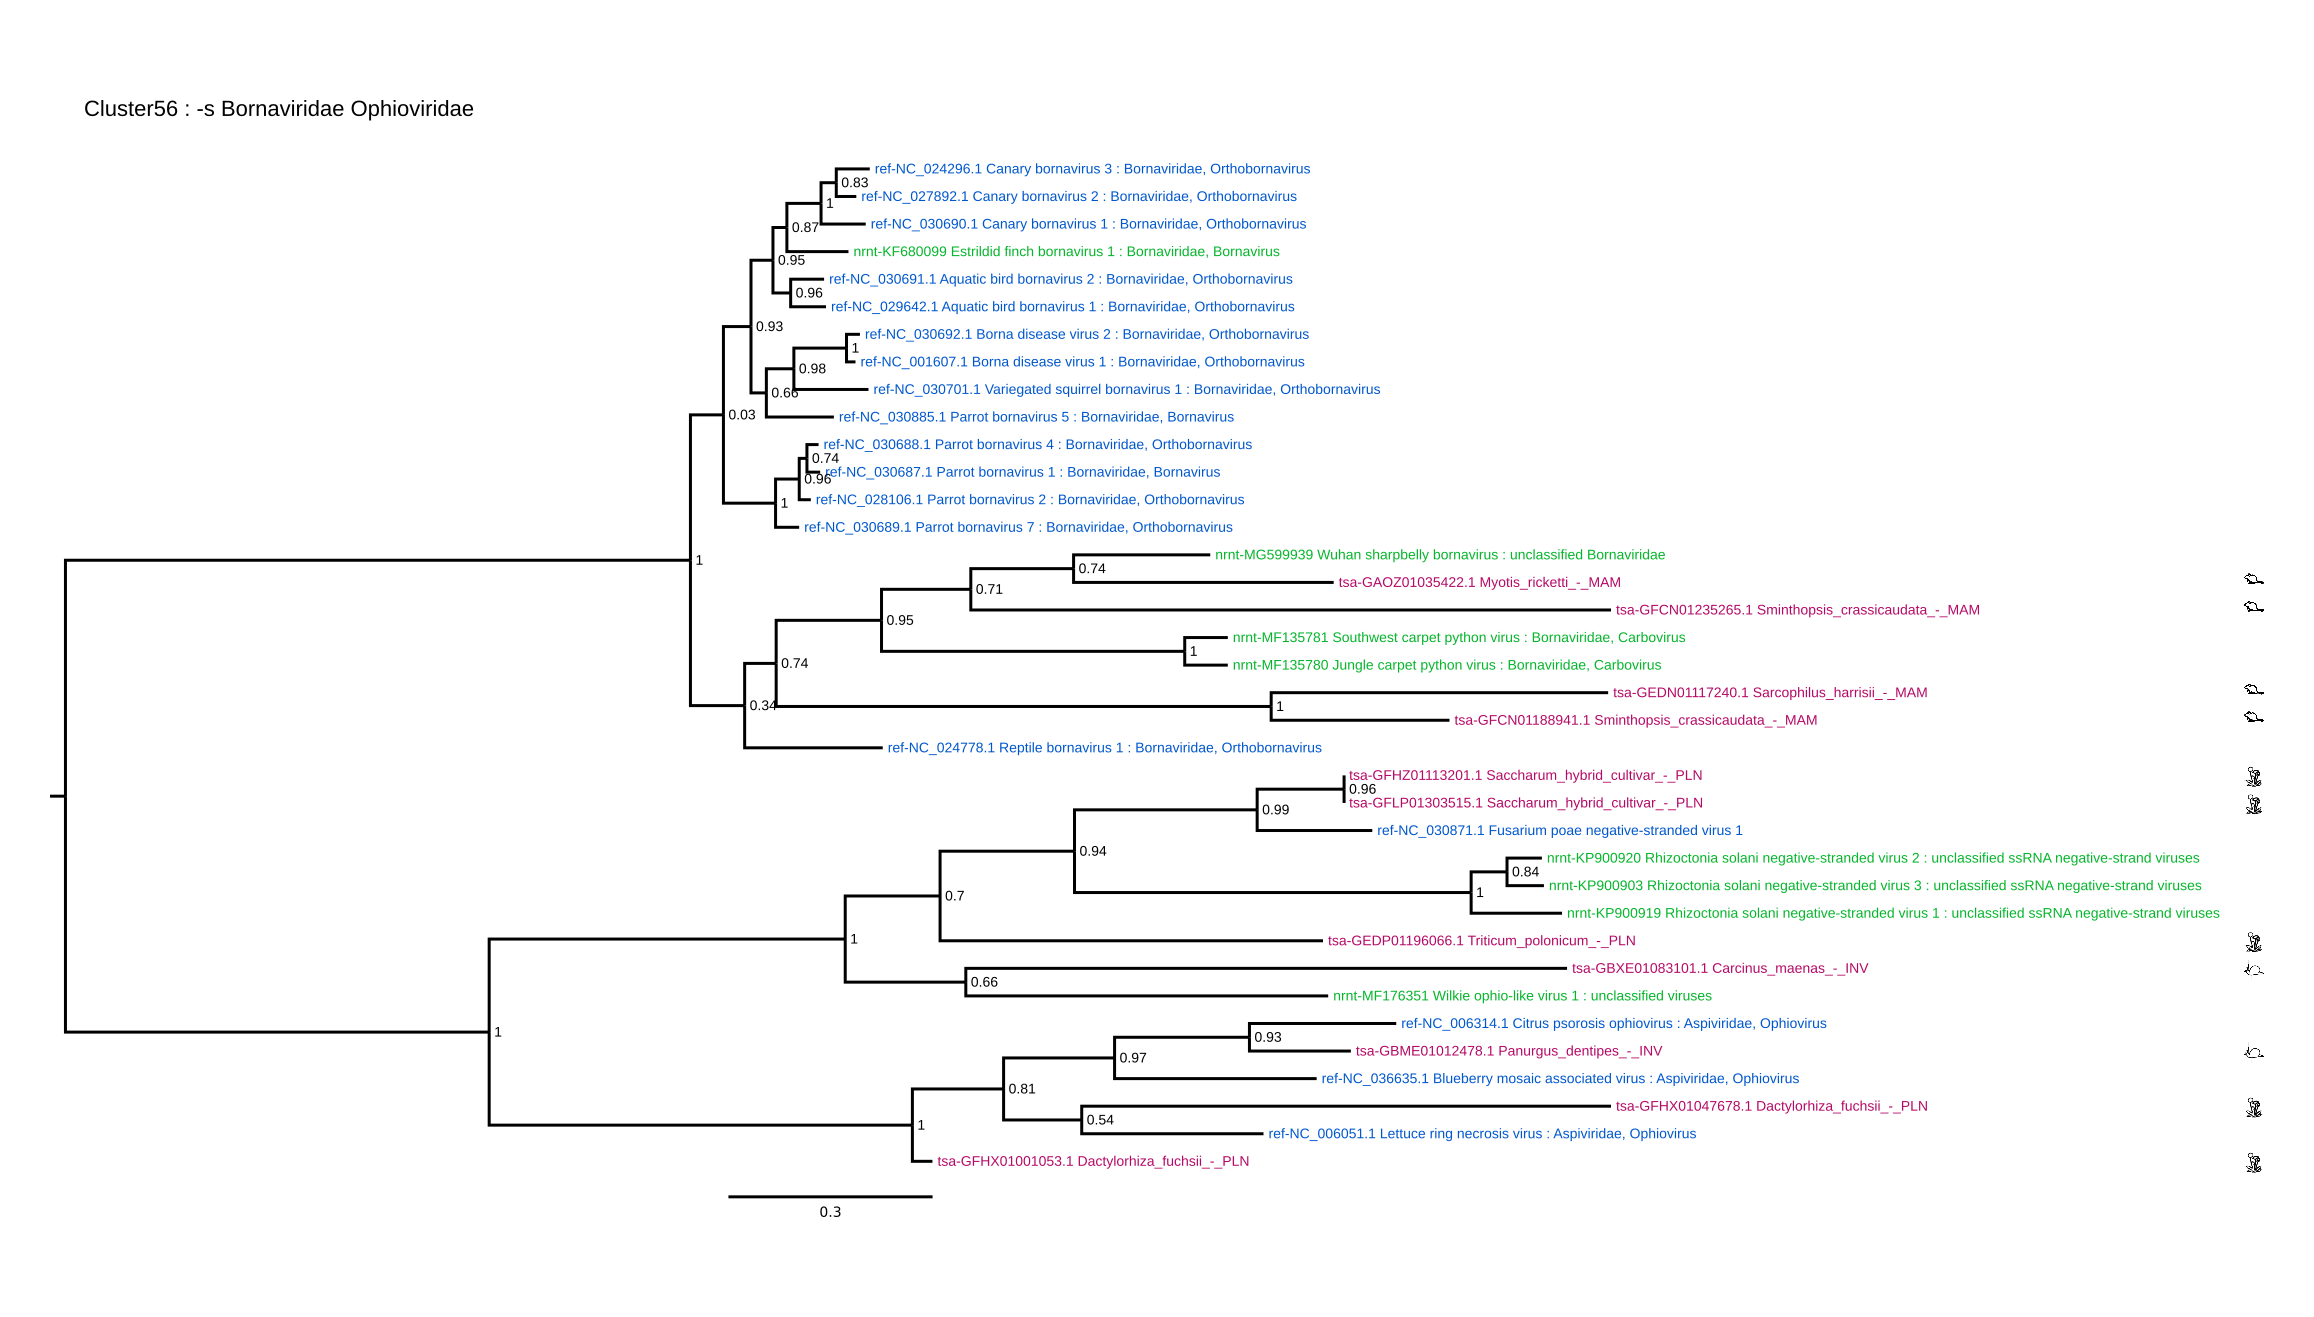 Cluster56 : -s Bornaviridae Ophioviridae
ref-NC_024296.1 Canary bornavirus 3 : Bornaviridae, Orthobornavirus
0.83
ref-NC_027892.1 Canary bornavirus 2 : Bornaviridae, Orthobornavirus
1
ref-NC_030690.1 Canary bornavirus 1 : Bornaviridae, Orthobornavirus
0.87
nrnt-KF680099 Estrildid finch bornavirus 1 : Bornaviridae, Bornavirus
0.95
ref-NC_030691.1 Aquatic bird bornavirus 2 : Bornaviridae, Orthobornavirus
0.96
ref-NC_029642.1 Aquatic bird bornavirus 1 : Bornaviridae, Orthobornavirus
0.93
ref-NC_030692.1 Borna disease virus 2 : Bornaviridae, Orthobornavirus
1
ref-NC_001607.1 Borna disease virus 1 : Bornaviridae, Orthobornavirus
0.98
ref-NC_030701.1 Variegated squirrel bornavirus 1 : Bornaviridae, Orthobornavirus
0.66
0.03
ref-NC_030885.1 Parrot bornavirus 5 : Bornaviridae, Bornavirus
ref-NC_030688.1 Parrot bornavirus 4 : Bornaviridae, Orthobornavirus
0.74
ref-NC_030687.1 Parrot bornavirus 1 : Bornaviridae, Bornavirus
0.96
ref-NC_028106.1 Parrot bornavirus 2 : Bornaviridae, Orthobornavirus
1
ref-NC_030689.1 Parrot bornavirus 7 : Bornaviridae, Orthobornavirus
nrnt-MG599939 Wuhan sharpbelly bornavirus : unclassified Bornaviridae
1
0.74
tsa-GAOZ01035422.1 Myotis_ricketti_-_MAM
0.71
tsa-GFCN01235265.1 Sminthopsis_crassicaudata_-_MAM
0.95
nrnt-MF135781 Southwest carpet python virus : Bornaviridae, Carbovirus
1
nrnt-MF135780 Jungle carpet python virus : Bornaviridae, Carbovirus
0.74
tsa-GEDN01117240.1 Sarcophilus_harrisii_-_MAM
0.34
1
tsa-GFCN01188941.1 Sminthopsis_crassicaudata_-_MAM
ref-NC_024778.1 Reptile bornavirus 1 : Bornaviridae, Orthobornavirus
tsa-GFHZ01113201.1 Saccharum_hybrid_cultivar_-_PLN
0.96
tsa-GFLP01303515.1 Saccharum_hybrid_cultivar_-_PLN
0.99
ref-NC_030871.1 Fusarium poae negative-stranded virus 1
0.94
nrnt-KP900920 Rhizoctonia solani negative-stranded virus 2 : unclassified ssRNA negative-strand viruses
0.84
nrnt-KP900903 Rhizoctonia solani negative-stranded virus 3 : unclassified ssRNA negative-strand viruses
0.7
1
nrnt-KP900919 Rhizoctonia solani negative-stranded virus 1 : unclassified ssRNA negative-strand viruses
1
tsa-GEDP01196066.1 Triticum_polonicum_-_PLN
tsa-GBXE01083101.1 Carcinus_maenas_-_INV
0.66
nrnt-MF176351 Wilkie ophio-like virus 1 : unclassified viruses
1
ref-NC_006314.1 Citrus psorosis ophiovirus : Aspiviridae, Ophiovirus
0.93
tsa-GBME01012478.1 Panurgus_dentipes_-_INV
0.97
ref-NC_036635.1 Blueberry mosaic associated virus : Aspiviridae, Ophiovirus
0.81
tsa-GFHX01047678.1 Dactylorhiza_fuchsii_-_PLN
0.54
1
ref-NC_006051.1 Lettuce ring necrosis virus : Aspiviridae, Ophiovirus
tsa-GFHX01001053.1 Dactylorhiza_fuchsii_-_PLN
0.3